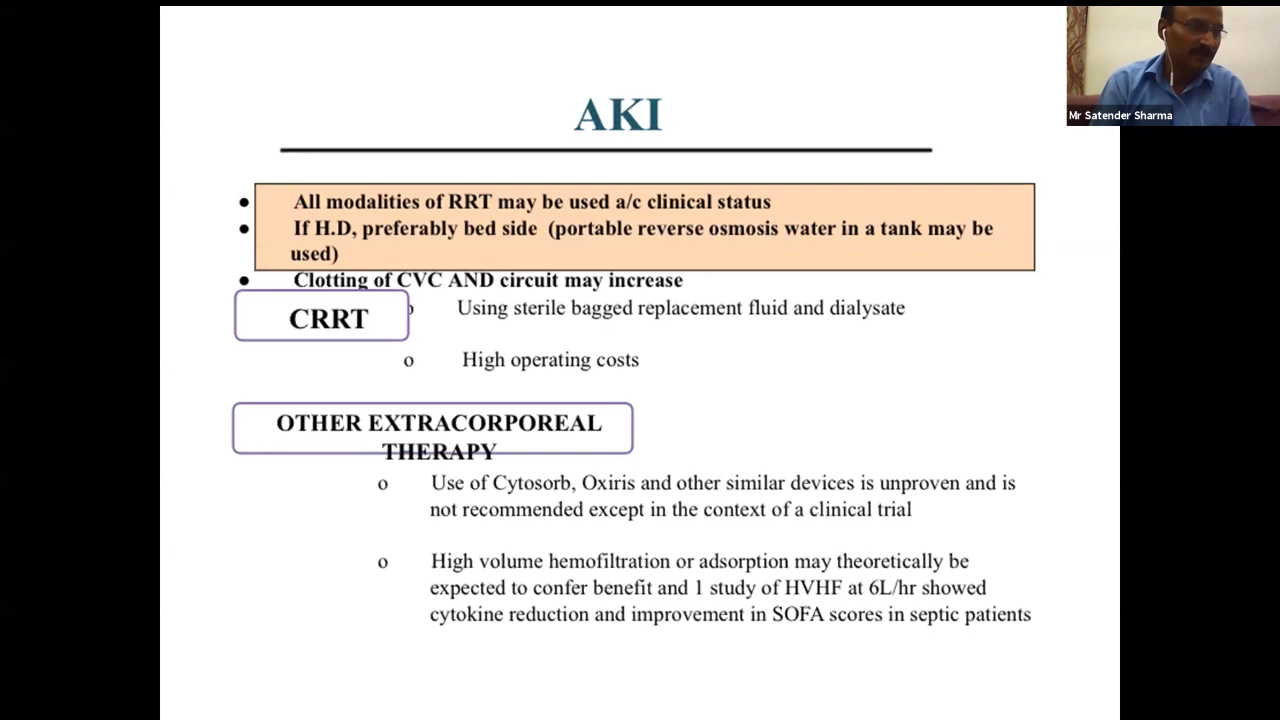 Mr Satender Sharma
AKI
● All modalities of RRT may be used a/c clinical status
● If H.D, preferably bed side (portable reverse osmosis water in a tank may be
used)
● Clotting of CVC AND circuit may increase
CRRT
o Using sterile bagged replacement fluid and dialysate
o High operating costs
OTHER EXTRACORPOREAL
THERAPY
o Use of Cytosorb, Oxiris and other similar devices is unproven and is
not recommended except in the context of a clinical trial
o High volume hemofiltration or adsorption may theoretically be
expected to confer benefit and 1 study of HVHF at 6L/hr showed
cytokine reduction and improvement in SOFA scores in septic patients